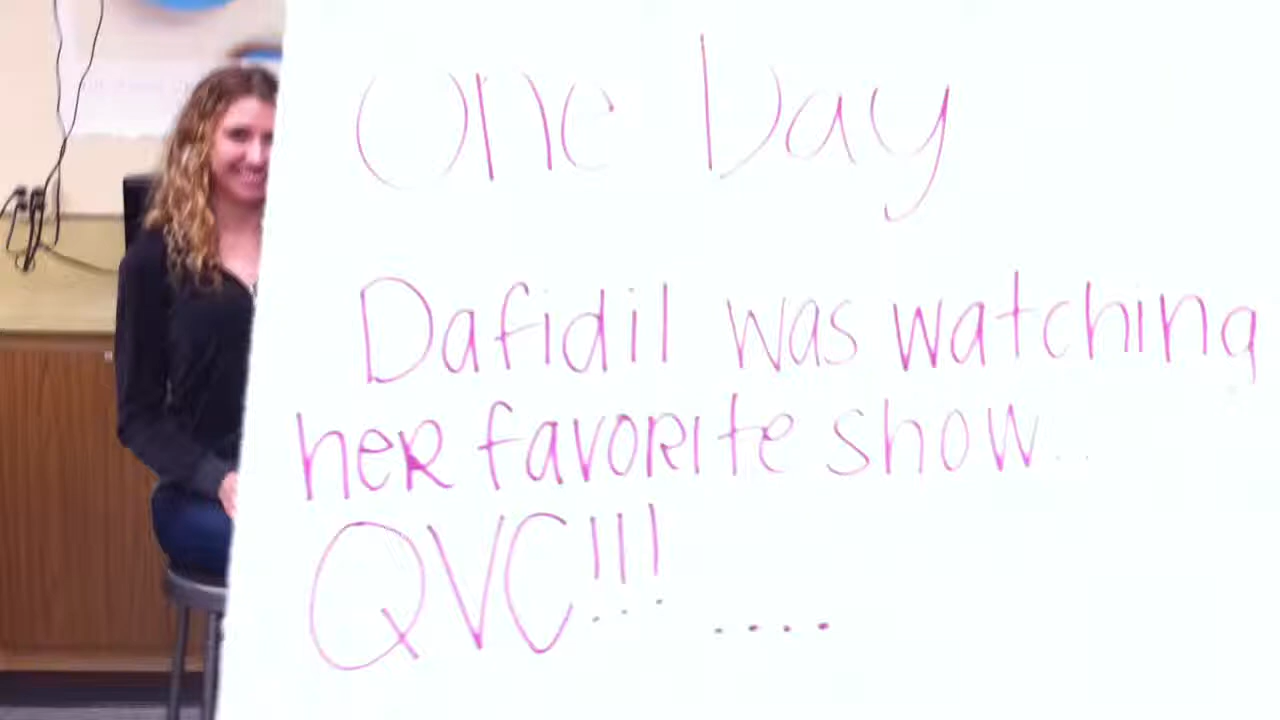 One Day
Dafidil was watching
her favorite show..
QVC!!! ....